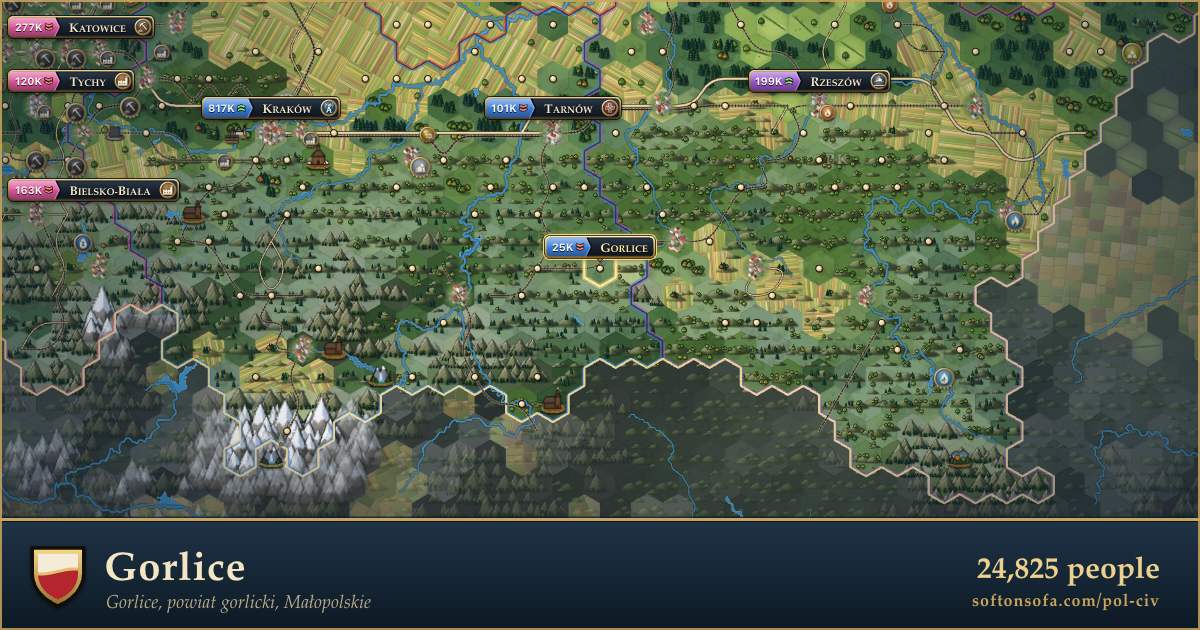 277K KATOWICE
120K TYCHY
817K KRAKÓW
101K TARNÓW
199K RZESZÓW
163K BIELSKO-BIAŁA
25K GORLICE
Gorlice
Gorlice, powiat gorlicki, Małopolskie
24,825 people
softonsofa.com/pol-civ